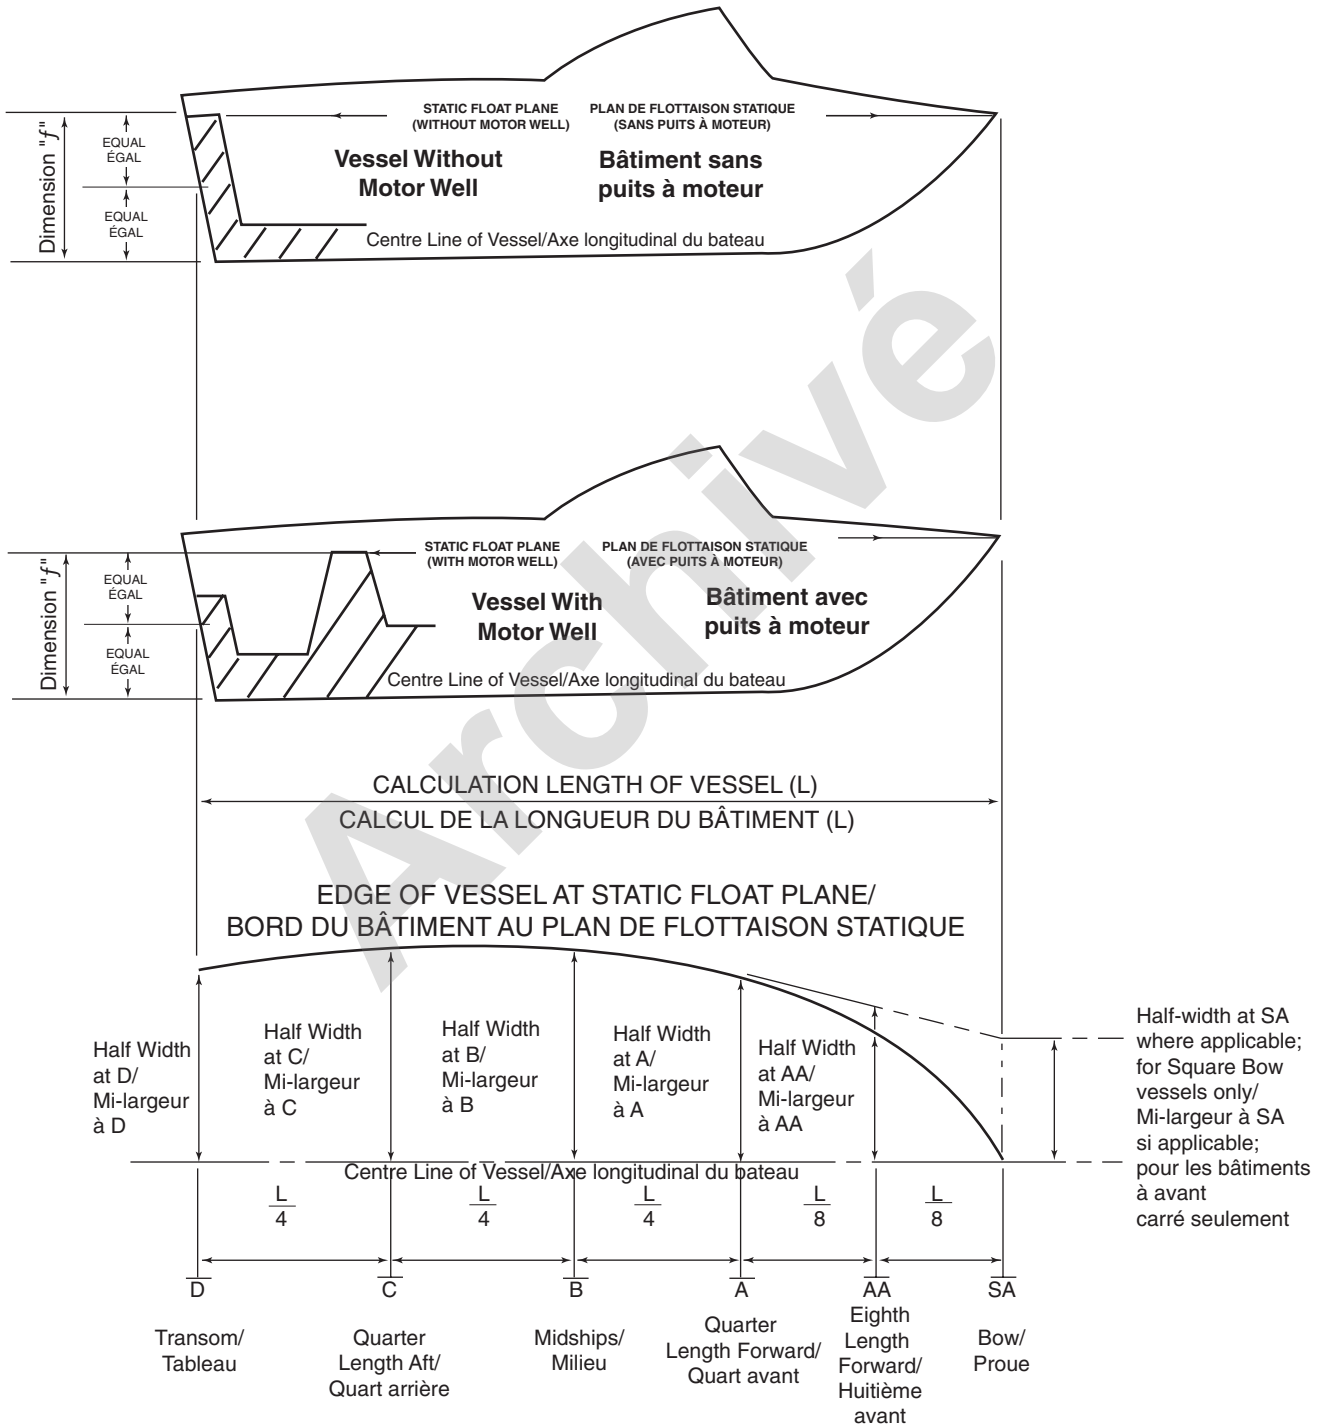 STATIC FLOAT PLANE
(WITHOUT MOTOR WELL)
PLAN DE FLOTTAISON STATIQUE
(SANS PUITS À MOTEUR)
Dimension "f"
EQUAL
ÉGAL
EQUAL
ÉGAL
Vessel Without
Motor Well
Bâtiment sans
puits à moteur
Centre Line of Vessel/Axe longitudinal du bateau
Archivé
STATIC FLOAT PLANE
(WITH MOTOR WELL)
PLAN DE FLOTTAISON STATIQUE
(AVEC PUITS À MOTEUR)
Dimension "f"
EQUAL
ÉGAL
EQUAL
ÉGAL
Vessel With
Motor Well
Bâtiment avec
puits à moteur
Centre Line of Vessel/Axe longitudinal du bateau
CALCULATION LENGTH OF VESSEL (L)
CALCUL DE LA LONGUEUR DU BÂTIMENT (L)
EDGE OF VESSEL AT STATIC FLOAT PLANE/
BORD DU BÂTIMENT AU PLAN DE FLOTTAISON STATIQUE
Half Width
at D/
Mi-largeur
à D
Half Width
at C/
Mi-largeur
à C
Half Width
at B/
Mi-largeur
à B
Half Width
at A/
Mi-largeur
à A
Half Width
at AA/
Mi-largeur
à AA
Half-width at SA
where applicable;
for Square Bow
vessels only/
Mi-largeur à SA
si applicable;
pour les bâtiments
à avant
carré seulement
Centre Line of Vessel/Axe longitudinal du bateau
L
4
L
4
L
4
L
8
L
8
D
C
B
A
AA
SA
Transom/
Tableau
Quarter
Length Aft/
Quart arrière
Midships/
Milieu
Quarter
Length Forward/
Quart avant
Eighth
Length
Forward/
Huitième
avant
Bow/
Proue